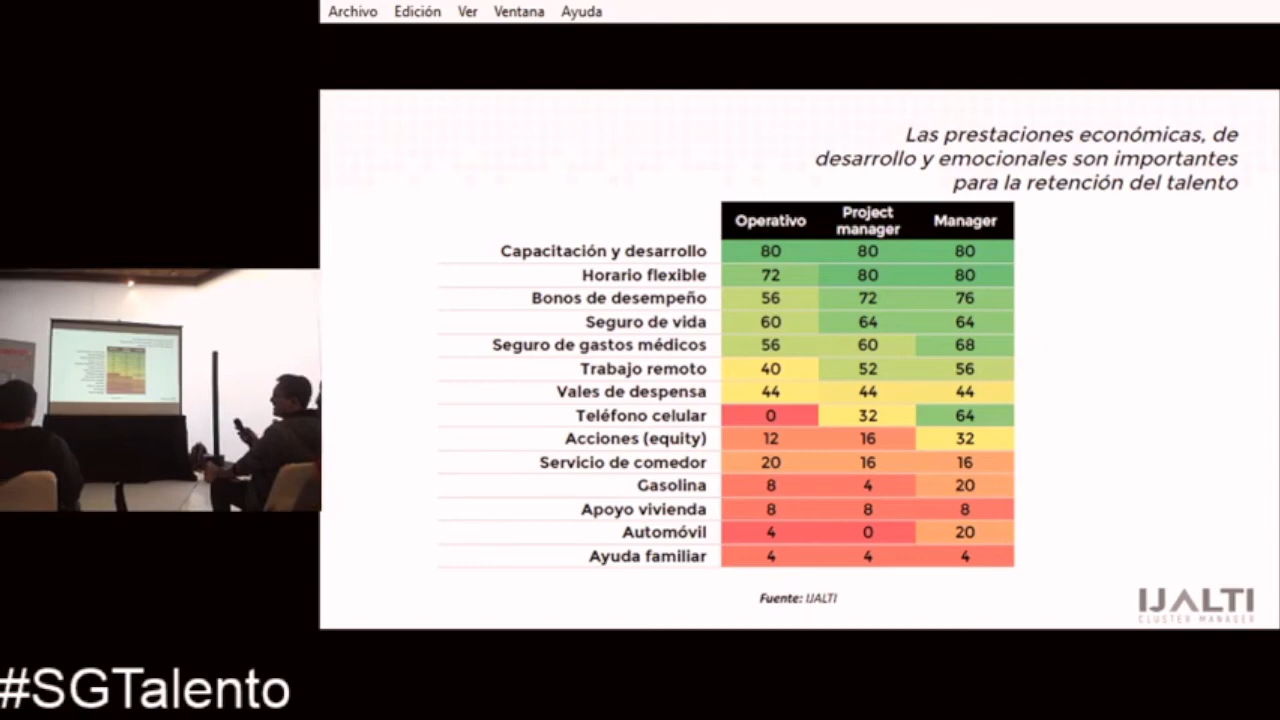 Archivo Edición Ver Ventana Ayuda
Las prestaciones económicas, de
desarrollo y emocionales son importantes
para la retención del talento
Operativo Project manager Manager
Capacitación y desarrollo 80 80 80
Horario flexible 72 80 80
Bonos de desempeño 56 72 76
Seguro de vida 60 64 64
Seguro de gastos médicos 56 60 68
Trabajo remoto 40 52 56
Vales de despensa 44 44 44
Teléfono celular 0 32 64
Acciones (equity) 12 16 32
Servicio de comedor 20 16 16
Gasolina 8 4 20
Apoyo vivienda 8 8 8
Automóvil 4 0 20
Ayuda familiar 4 4 4
Fuente: IJALTI
IJALTI
CLUSTER MANAGER
#SGTalento